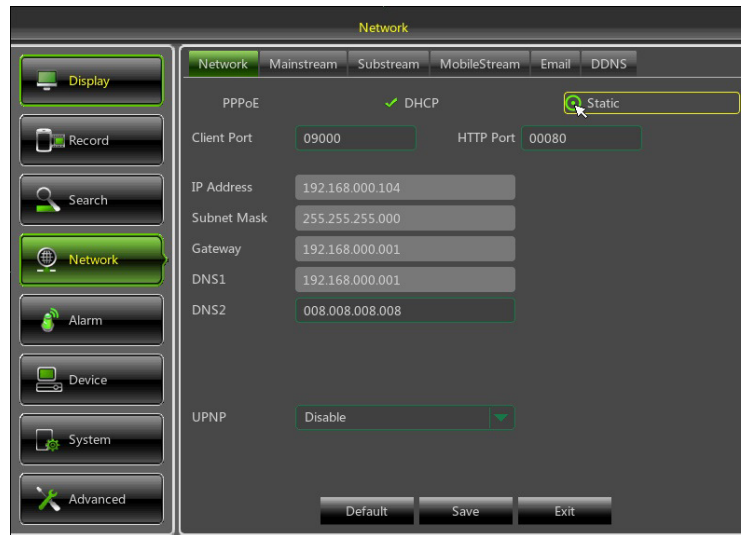 Network
Display
Record
Search
Network
Alarm
Device
System
Advanced
Network Mainstream Substream MobileStream Email DDNS
PPPoE DHCP Static
Client Port 09000 HTTP Port 00080
IP Address 192.168.000.104
Subnet Mask 255.255.255.000
Gateway 192.168.000.001
DNS1 192.168.000.001
DNS2 008.008.008.008
UPNP Disable
Default Save Exit